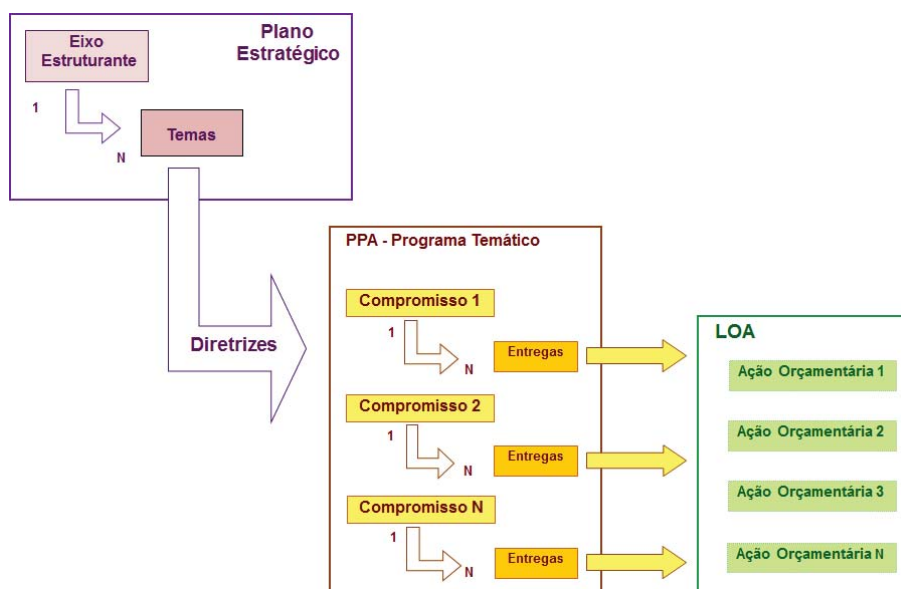 Plano
Estratégico
Eixo
Estruturante
1
N
Temas
Diretrizes
PPA - Programa Temático
Compromisso 1
1
N
Entregas
Compromisso 2
1
N
Entregas
Compromisso N
1
N
Entregas
LOA
Ação Orçamentária 1
Ação Orçamentária 2
Ação Orçamentária 3
Ação Orçamentária N